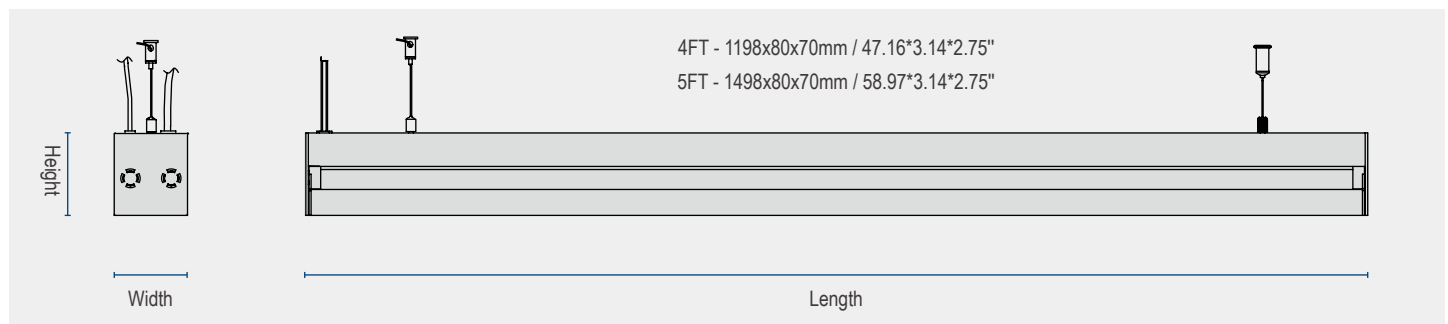 4FT - 1198x80x70mm / 47.16*3.14*2.75"
5FT - 1498x80x70mm / 58.97*3.14*2.75"
Height
Width
Length